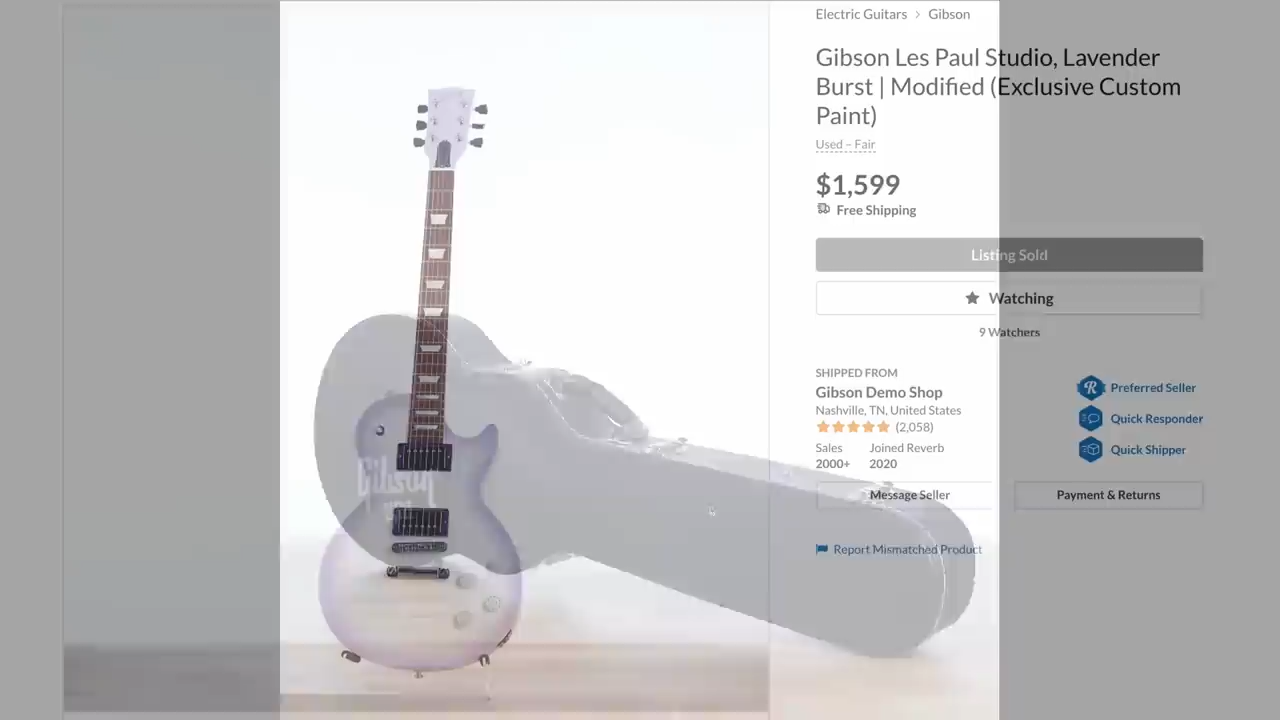 Electric Guitars > Gibson
Gibson Les Paul Studio, Lavender
Burst | Modified (Exclusive Custom
Paint)
Used – Fair
$1,599
Free Shipping
Listing Sold
Watching
9 Watchers
SHIPPED FROM
Gibson Demo Shop
Nashville, TN, United States
(2,058)
Sales Joined Reverb
2000+ 2020
Preferred Seller
Quick Responder
Quick Shipper
Message Seller
Payment & Returns
Report Mismatched Product
Gibson
USA